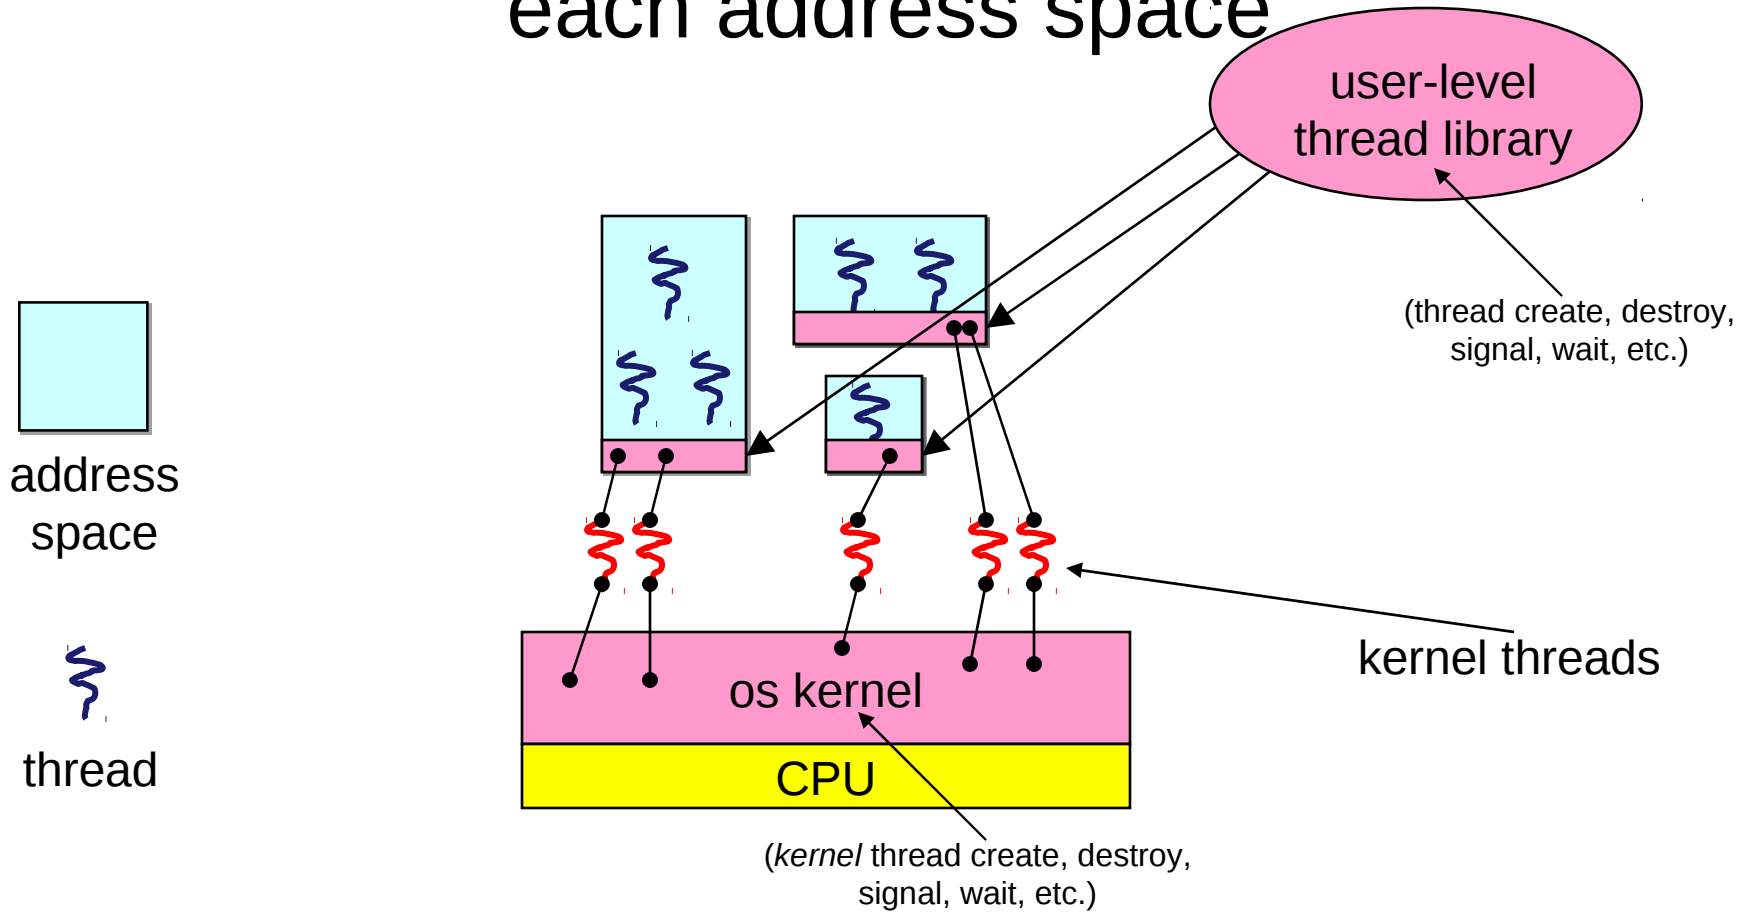 each address space
user-level
thread library
(thread create, destroy,
signal, wait, etc.)
address
space
thread
kernel threads
os kernel
CPU
(kernel thread create, destroy,
signal, wait, etc.)